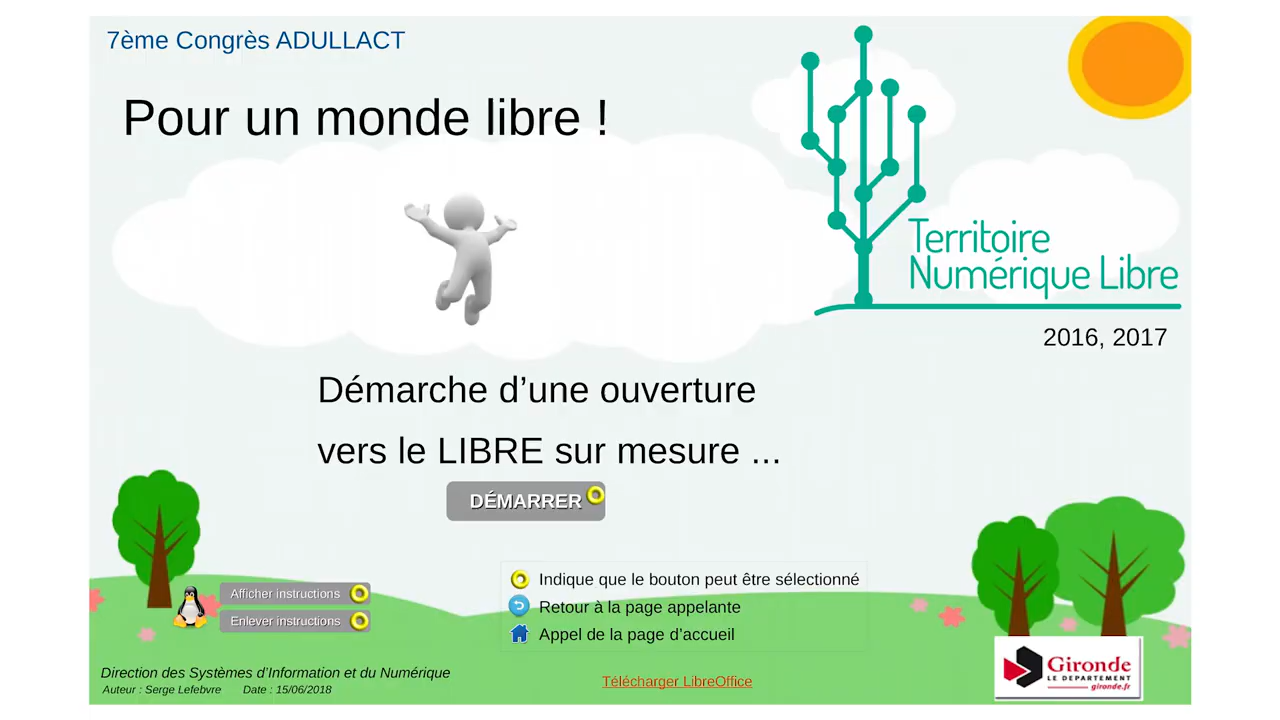 7ème Congrès ADULLACT
Pour un monde libre !
Territoire
Numérique Libre
2016, 2017
Démarche d’une ouverture
vers le LIBRE sur mesure ...
DÉMARRER
Indique que le bouton peut être sélectionné
Afficher instructions
Retour à la page appelante
Enlever instructions
Appel de la page d’accueil
Gironde
LE DEPARTEMENT
gironde.fr
Direction des Systèmes d’Information et du Numérique
Télécharger LibreOffice
Auteur : Serge Lefebvre Date : 15/06/2018